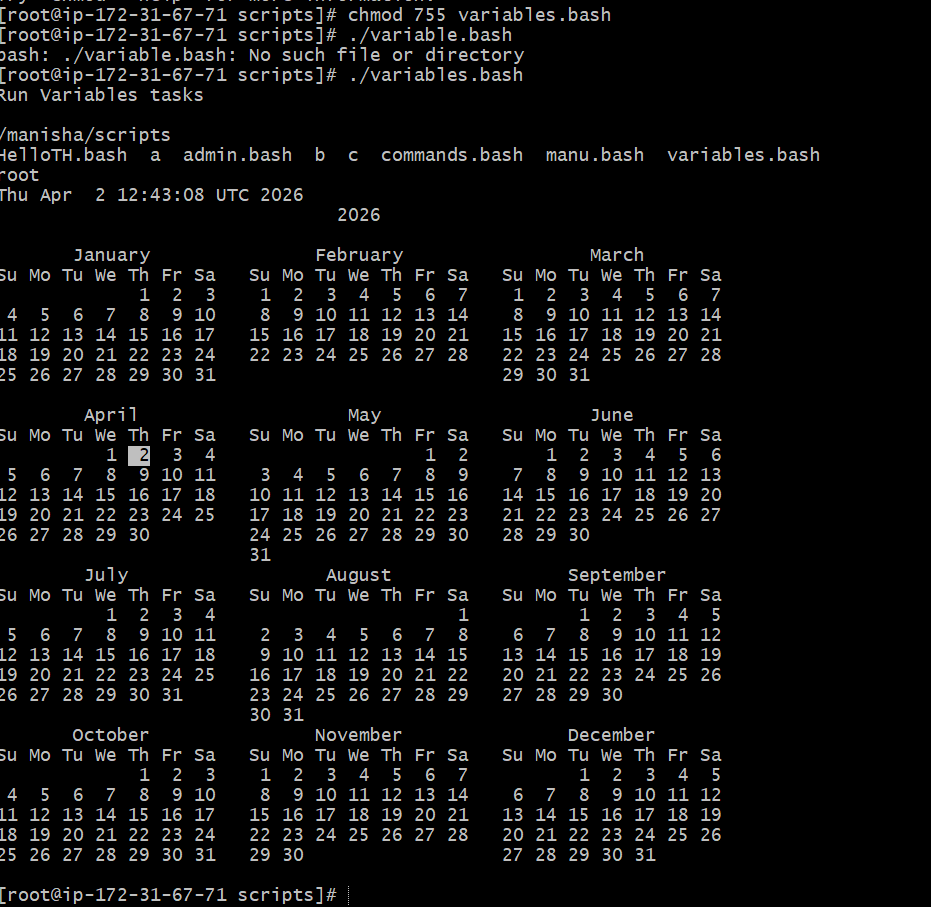 [root@ip-172-31-67-71 scripts]# chmod 755 variables.bash
[root@ip-172-31-67-71 scripts]# ./variable.bash
bash: ./variable.bash: No such file or directory
[root@ip-172-31-67-71 scripts]# ./variables.bash
Run Variables tasks

/manisha/scripts
HelloTH.bash  a  admin.bash  b  c  commands.bash  manu.bash  variables.bash
root
Thu Apr  2 12:43:08 UTC 2026
                               2026

       January               February                 March
Su Mo Tu We Th Fr Sa   Su Mo Tu We Th Fr Sa   Su Mo Tu We Th Fr Sa
             1  2  3    1  2  3  4  5  6  7    1  2  3  4  5  6  7
 4  5  6  7  8  9 10    8  9 10 11 12 13 14    8  9 10 11 12 13 14
11 12 13 14 15 16 17   15 16 17 18 19 20 21   15 16 17 18 19 20 21
18 19 20 21 22 23 24   22 23 24 25 26 27 28   22 23 24 25 26 27 28
25 26 27 28 29 30 31                          29 30 31

        April                   May                   June
Su Mo Tu We Th Fr Sa   Su Mo Tu We Th Fr Sa   Su Mo Tu We Th Fr Sa
          1  2  3  4                   1  2       1  2  3  4  5  6
 5  6  7  8  9 10 11    3  4  5  6  7  8  9    7  8  9 10 11 12 13
12 13 14 15 16 17 18   10 11 12 13 14 15 16   14 15 16 17 18 19 20
19 20 21 22 23 24 25   17 18 19 20 21 22 23   21 22 23 24 25 26 27
26 27 28 29 30         24 25 26 27 28 29 30   28 29 30
                       31
        July                  August                September
Su Mo Tu We Th Fr Sa   Su Mo Tu We Th Fr Sa   Su Mo Tu We Th Fr Sa
          1  2  3  4                      1          1  2  3  4  5
 5  6  7  8  9 10 11    2  3  4  5  6  7  8    6  7  8  9 10 11 12
12 13 14 15 16 17 18    9 10 11 12 13 14 15   13 14 15 16 17 18 19
19 20 21 22 23 24 25   16 17 18 19 20 21 22   20 21 22 23 24 25 26
26 27 28 29 30 31      23 24 25 26 27 28 29   27 28 29 30
                       30 31
       October               November               December
Su Mo Tu We Th Fr Sa   Su Mo Tu We Th Fr Sa   Su Mo Tu We Th Fr Sa
             1  2  3    1  2  3  4  5  6  7          1  2  3  4  5
 4  5  6  7  8  9 10    8  9 10 11 12 13 14    6  7  8  9 10 11 12
11 12 13 14 15 16 17   15 16 17 18 19 20 21   13 14 15 16 17 18 19
18 19 20 21 22 23 24   22 23 24 25 26 27 28   20 21 22 23 24 25 26
25 26 27 28 29 30 31   29 30                  27 28 29 30 31

[root@ip-172-31-67-71 scripts]#